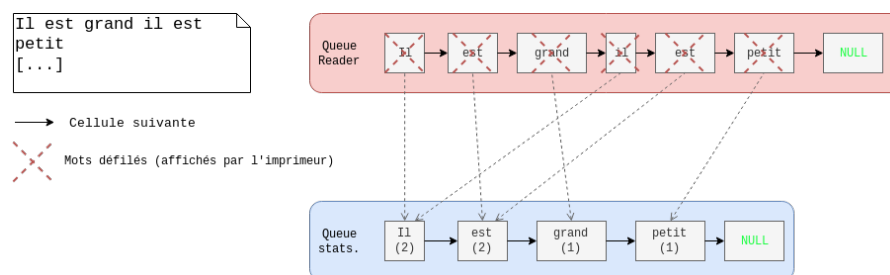 Il est grand il est
petit
[...]
Cellule suivante
Mots défilés (affichés par l'imprimeur)
Queue
Reader
Il
est
grand
il
est
petit
NULL
Queue
stats.
Il
(2)
est
(2)
grand
(1)
petit
(1)
NULL